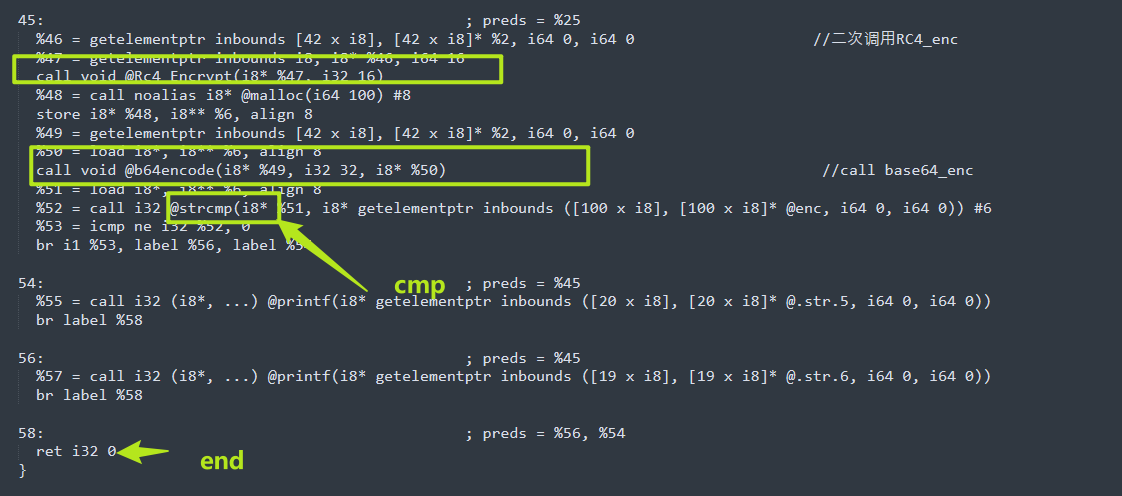 45: ; preds = %25
%46 = getelementptr inbounds [42 x i8], [42 x i8]* %2, i64 0, i64 0 //二次调用RC4_enc
%47 = getelementptr inbounds i8, i8* %46, i64 16
call void @Rc4_Encrypt(i8* %47, i32 16)
%48 = call noalias i8* @malloc(i64 100) #8
store i8* %48, i8** %6, align 8
%49 = getelementptr inbounds [42 x i8], [42 x i8]* %2, i64 0, i64 0
%50 = load i8*, i8** %6, align 8
call void @b64encode(i8* %49, i32 32, i8* %50) //call base64_enc
%51 = load i8*, i8** %6, align 8
%52 = call i32 @strcmp(i8* %51, i8* getelementptr inbounds ([100 x i8], [100 x i8]* @enc, i64 0, i64 0)) #6
%53 = icmp ne i32 %52, 0
br i1 %53, label %56, label
cmp
54: ; preds = %45
%55 = call i32 (i8*, ...) @printf(i8* getelementptr inbounds ([20 x i8], [20 x i8]* @.str.5, i64 0, i64 0))
br label %58
56: ; preds = %45
%57 = call i32 (i8*, ...) @printf(i8* getelementptr inbounds ([19 x i8], [19 x i8]* @.str.6, i64 0, i64 0))
br label %58
58: ; preds = %56, %54
ret i32 0
end
}